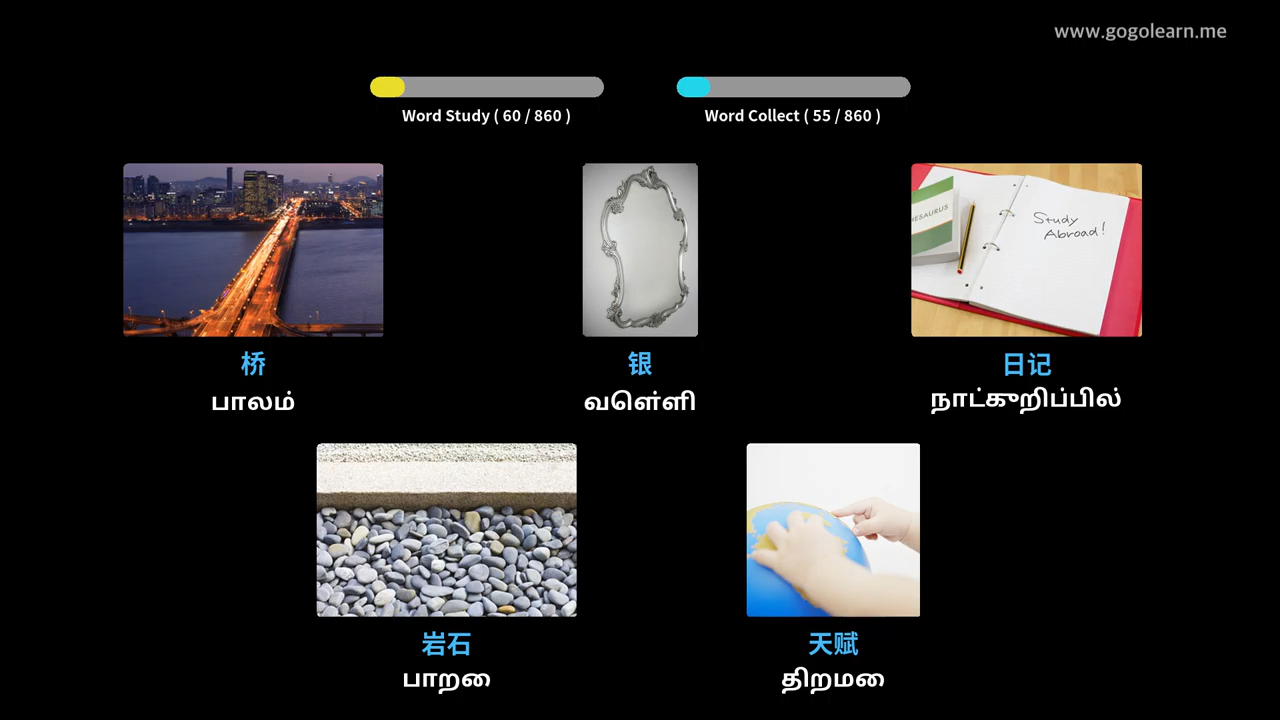 www.gogolearn.me
Word Study ( 60 / 860 )
Word Collect ( 55 / 860 )
HESAURUS
Study
Abroad!
桥
பாலம்
银
வெள்ளி
日记
நாட்குறிப்பில்
岩石
பாறை
天赋
திறமை